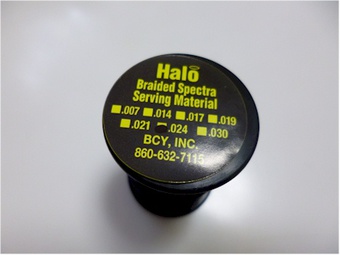 Halo
Braided Spectra
Serving Material
.007 .014 .017 .019
.021 .024 .030
BCY, INC.
860-632-7115